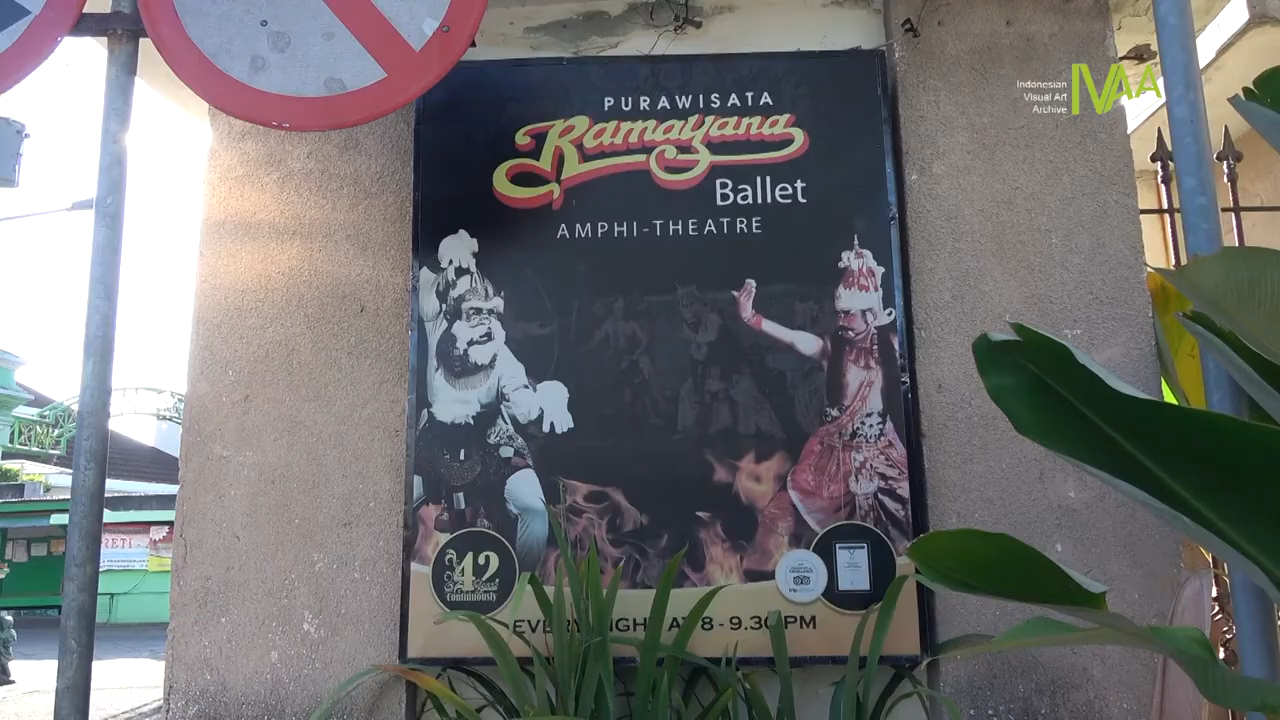 PURAWISATA
Ramayana
Ballet
AMPHI-THEATRE
Indonesian
Visual Art
Archive
IVAA
42
Continuously
EXCELLENCE
EVERY NIGHT AT 8 - 9.30 PM